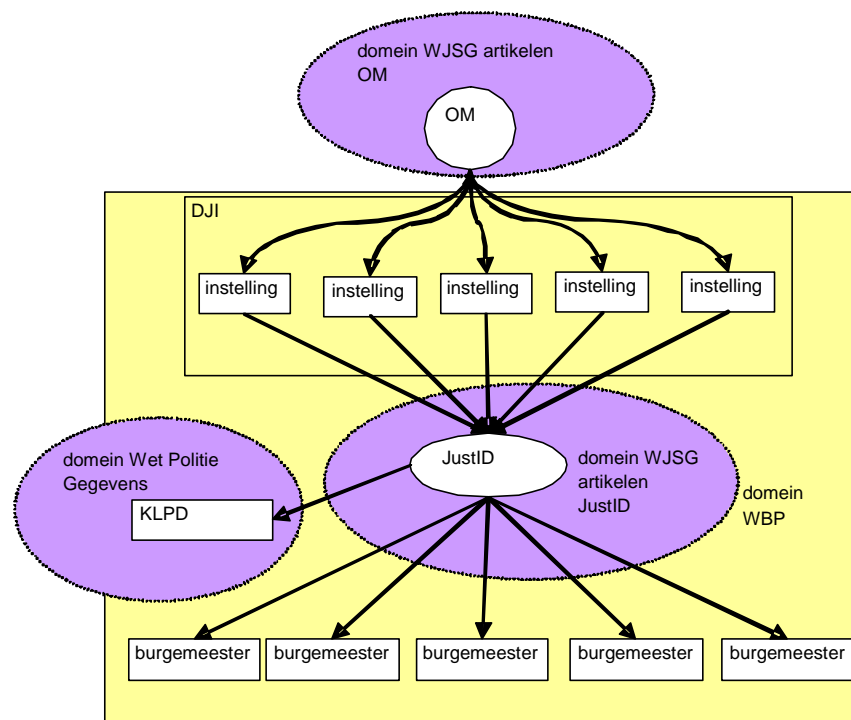 domein WJSG artikelen
OM
OM
DJI
instelling
instelling
instelling
instelling
instelling
JustID
domein WJSG
artikelen
JustID
domein
WBP
domein Wet Politie
Gegevens
KLPD
burgemeester
burgemeester
burgemeester
burgemeester
burgemeester